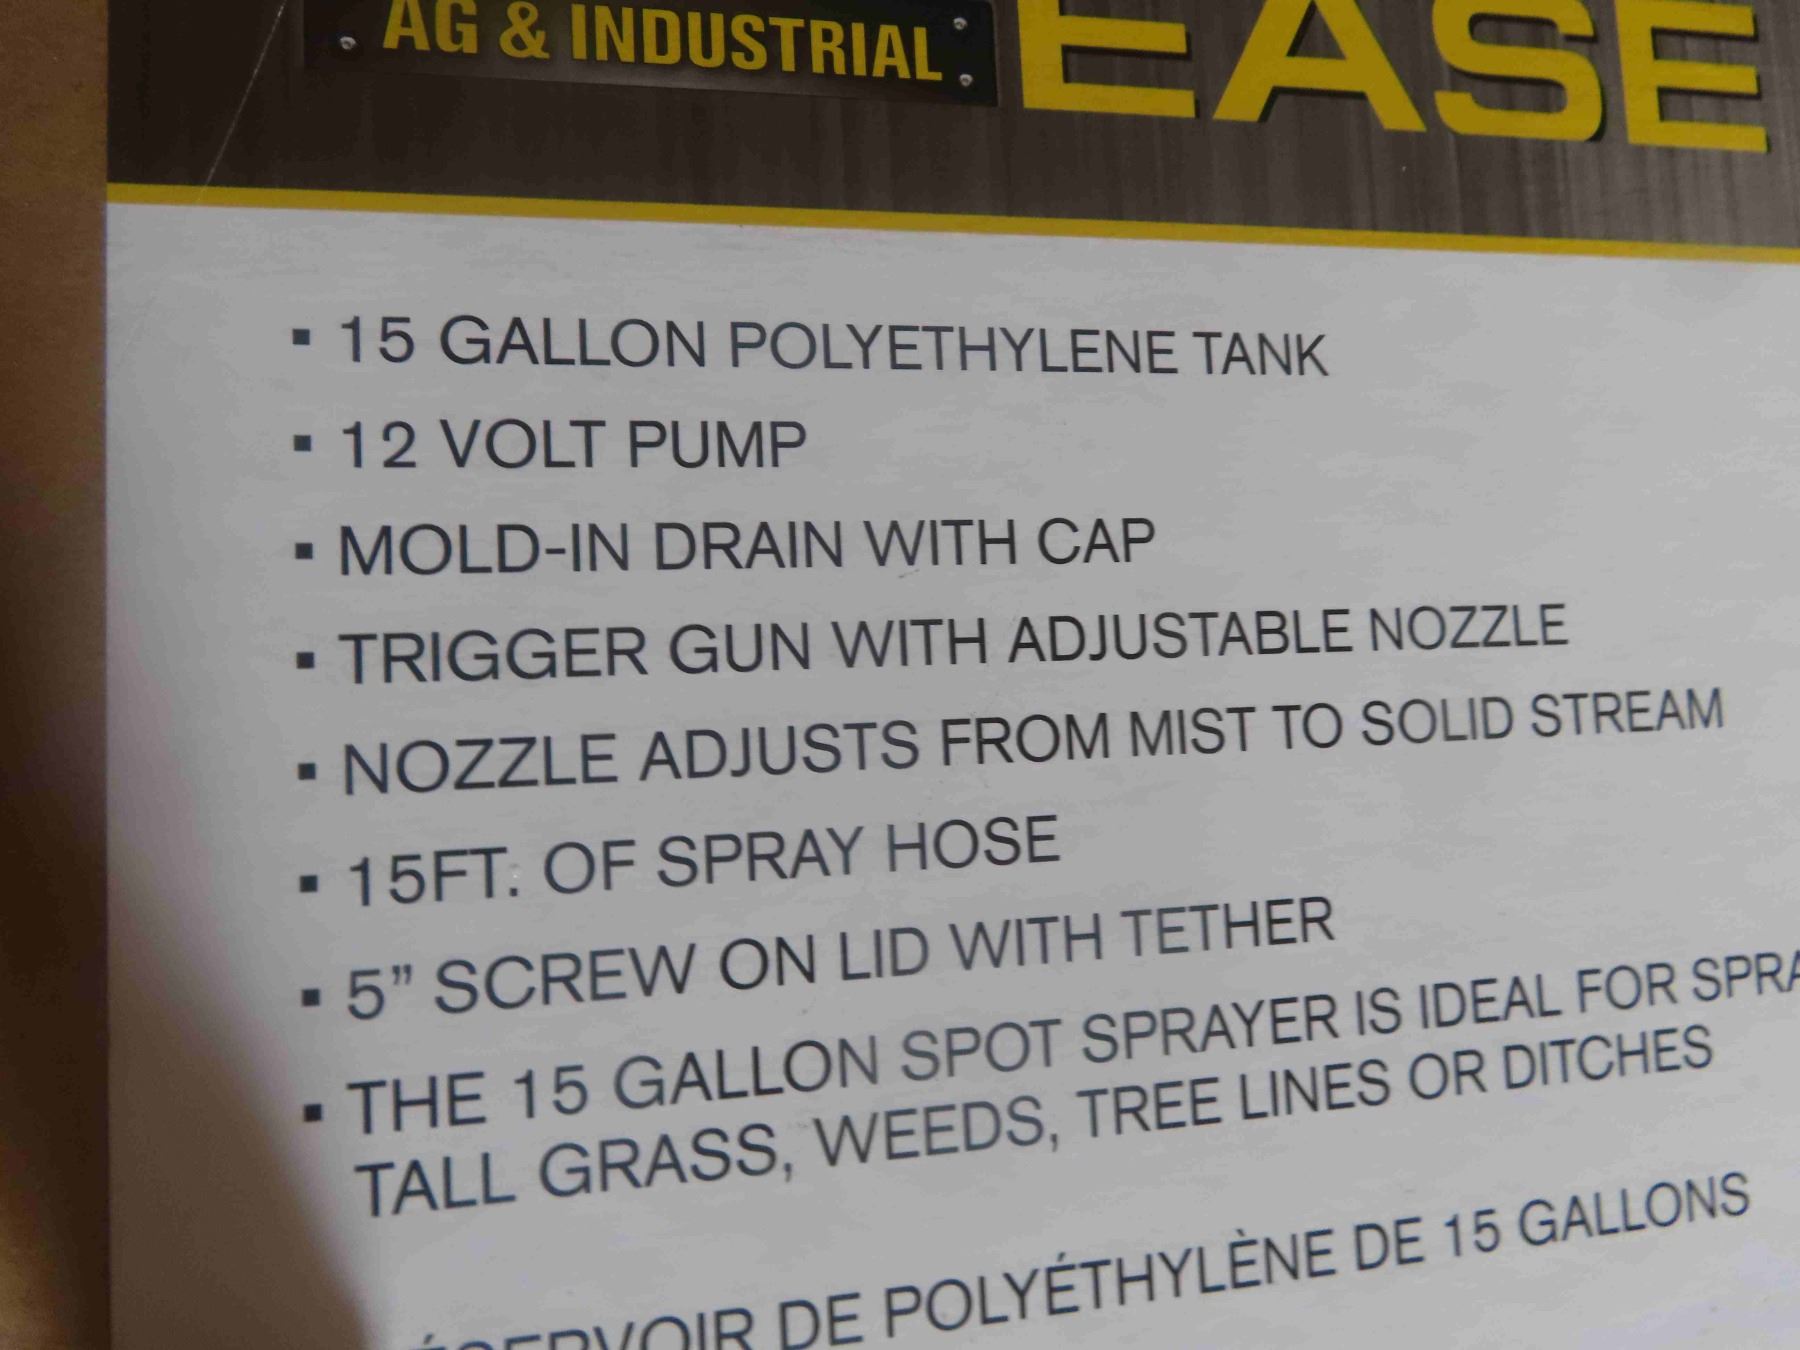 AG & INDUSTRIAL EASE
▪ 15 GALLON POLYETHYLENE TANK
▪ 12 VOLT PUMP
▪ MOLD-IN DRAIN WITH CAP
▪ TRIGGER GUN WITH ADJUSTABLE NOZZLE
▪ NOZZLE ADJUSTS FROM MIST TO SOLID STREAM
▪ 15FT. OF SPRAY HOSE
▪ 5” SCREW ON LID WITH TETHER
▪ THE 15 GALLON SPOT SPRAYER IS IDEAL FOR
TALL GRASS, WEEDS, TREE LINES OR DITCHES
DE POLYÉTHYLÈNE DE 15 GALLONS